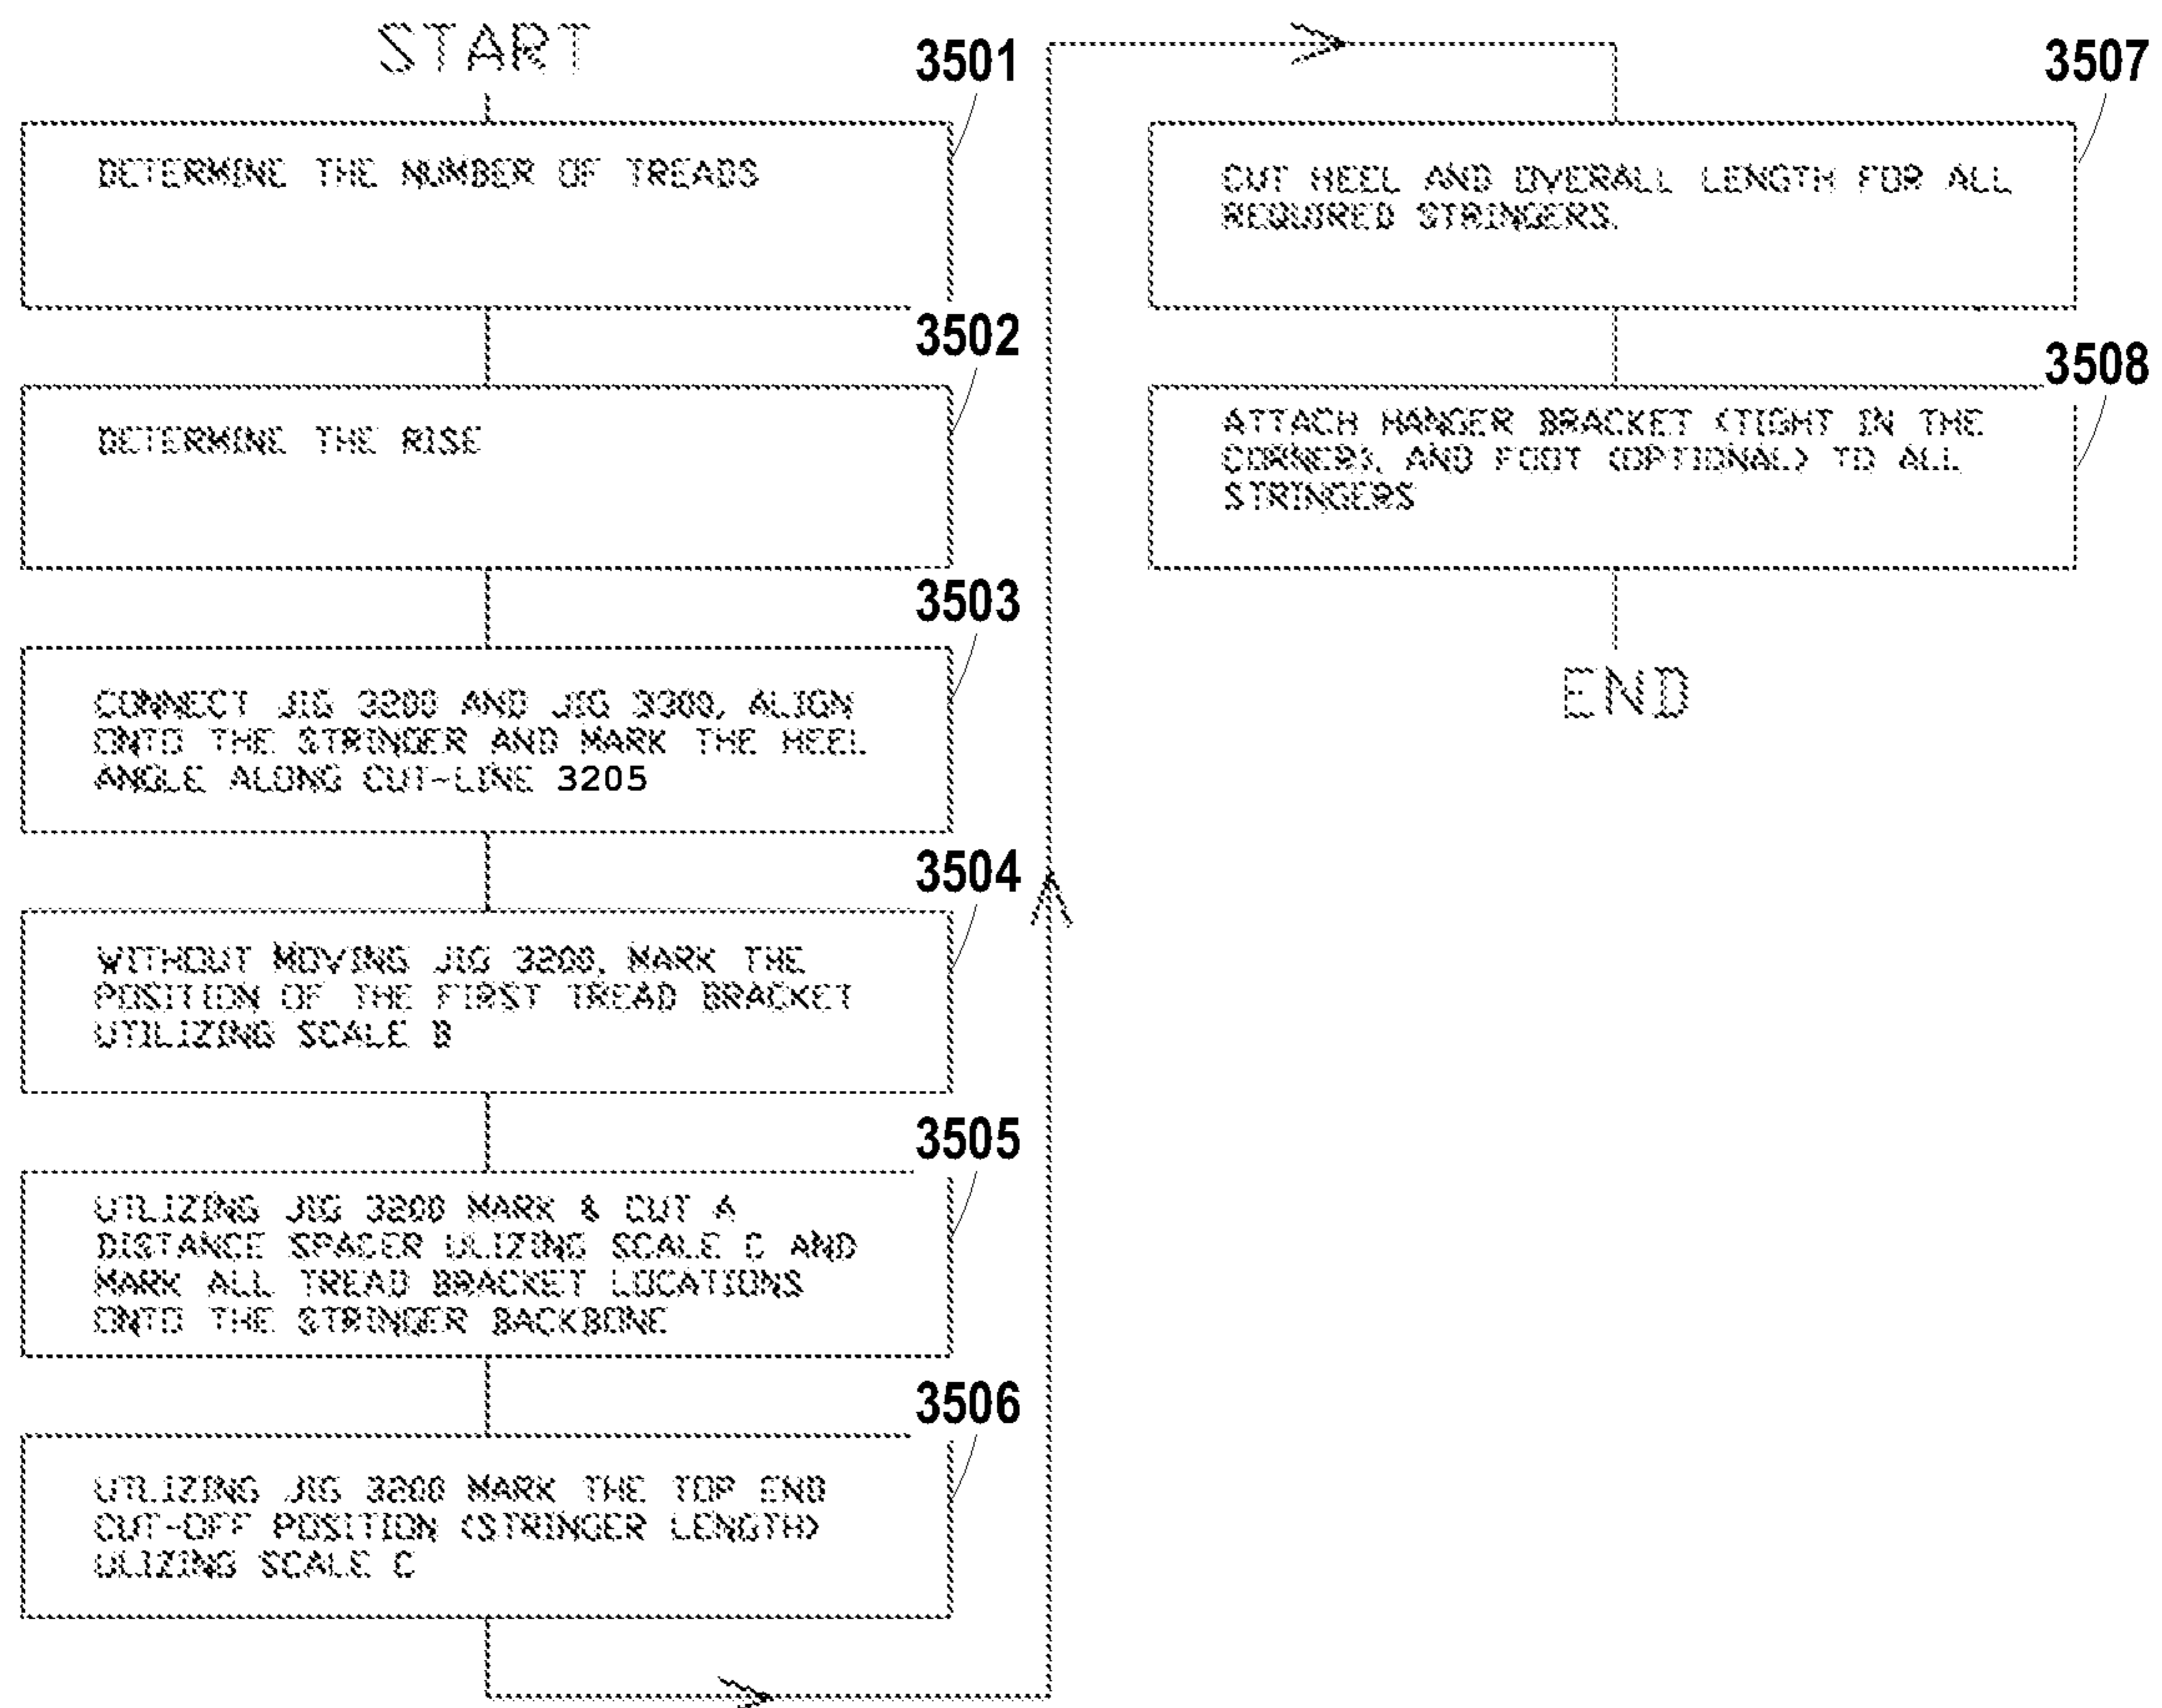 START
3501
DETERMINE THE NUMBER OF TREADS
3502
DETERMINE THE RISE
3503
CONNECT JIG 3200 AND JIG 3300, ALIGN
ONTO THE STRINGER AND MARK THE HEEL
ANGLE ALONG CUT-LINE 3205
3504
WITHOUT MOVING JIG 3200, MARK THE
POSITION OF THE FIRST TREAD BRACKET
UTILIZING SCALE B
3505
UTILIZING JIG 3200 MARK & CUT A
DISTANCE SPACER ULIZING SCALE C AND
MARK ALL TREAD BRACKET LOCATIONS
ONTO THE STRINGER BACKBONE
3506
UTILIZING JIG 3200 MARK THE TOP END
CUT-OFF POSITION (STRINGER LENGTH)
ULIZING SCALE C
3507
CUT HEEL AND OVERALL LENGTH FOR ALL
REQUIRED STRINGERS.
3508
ATTACH HANGER BRACKET (TIGHT IN THE
CORNER), AND FOOT (OPTIONAL) TO ALL
STRINGERS
END